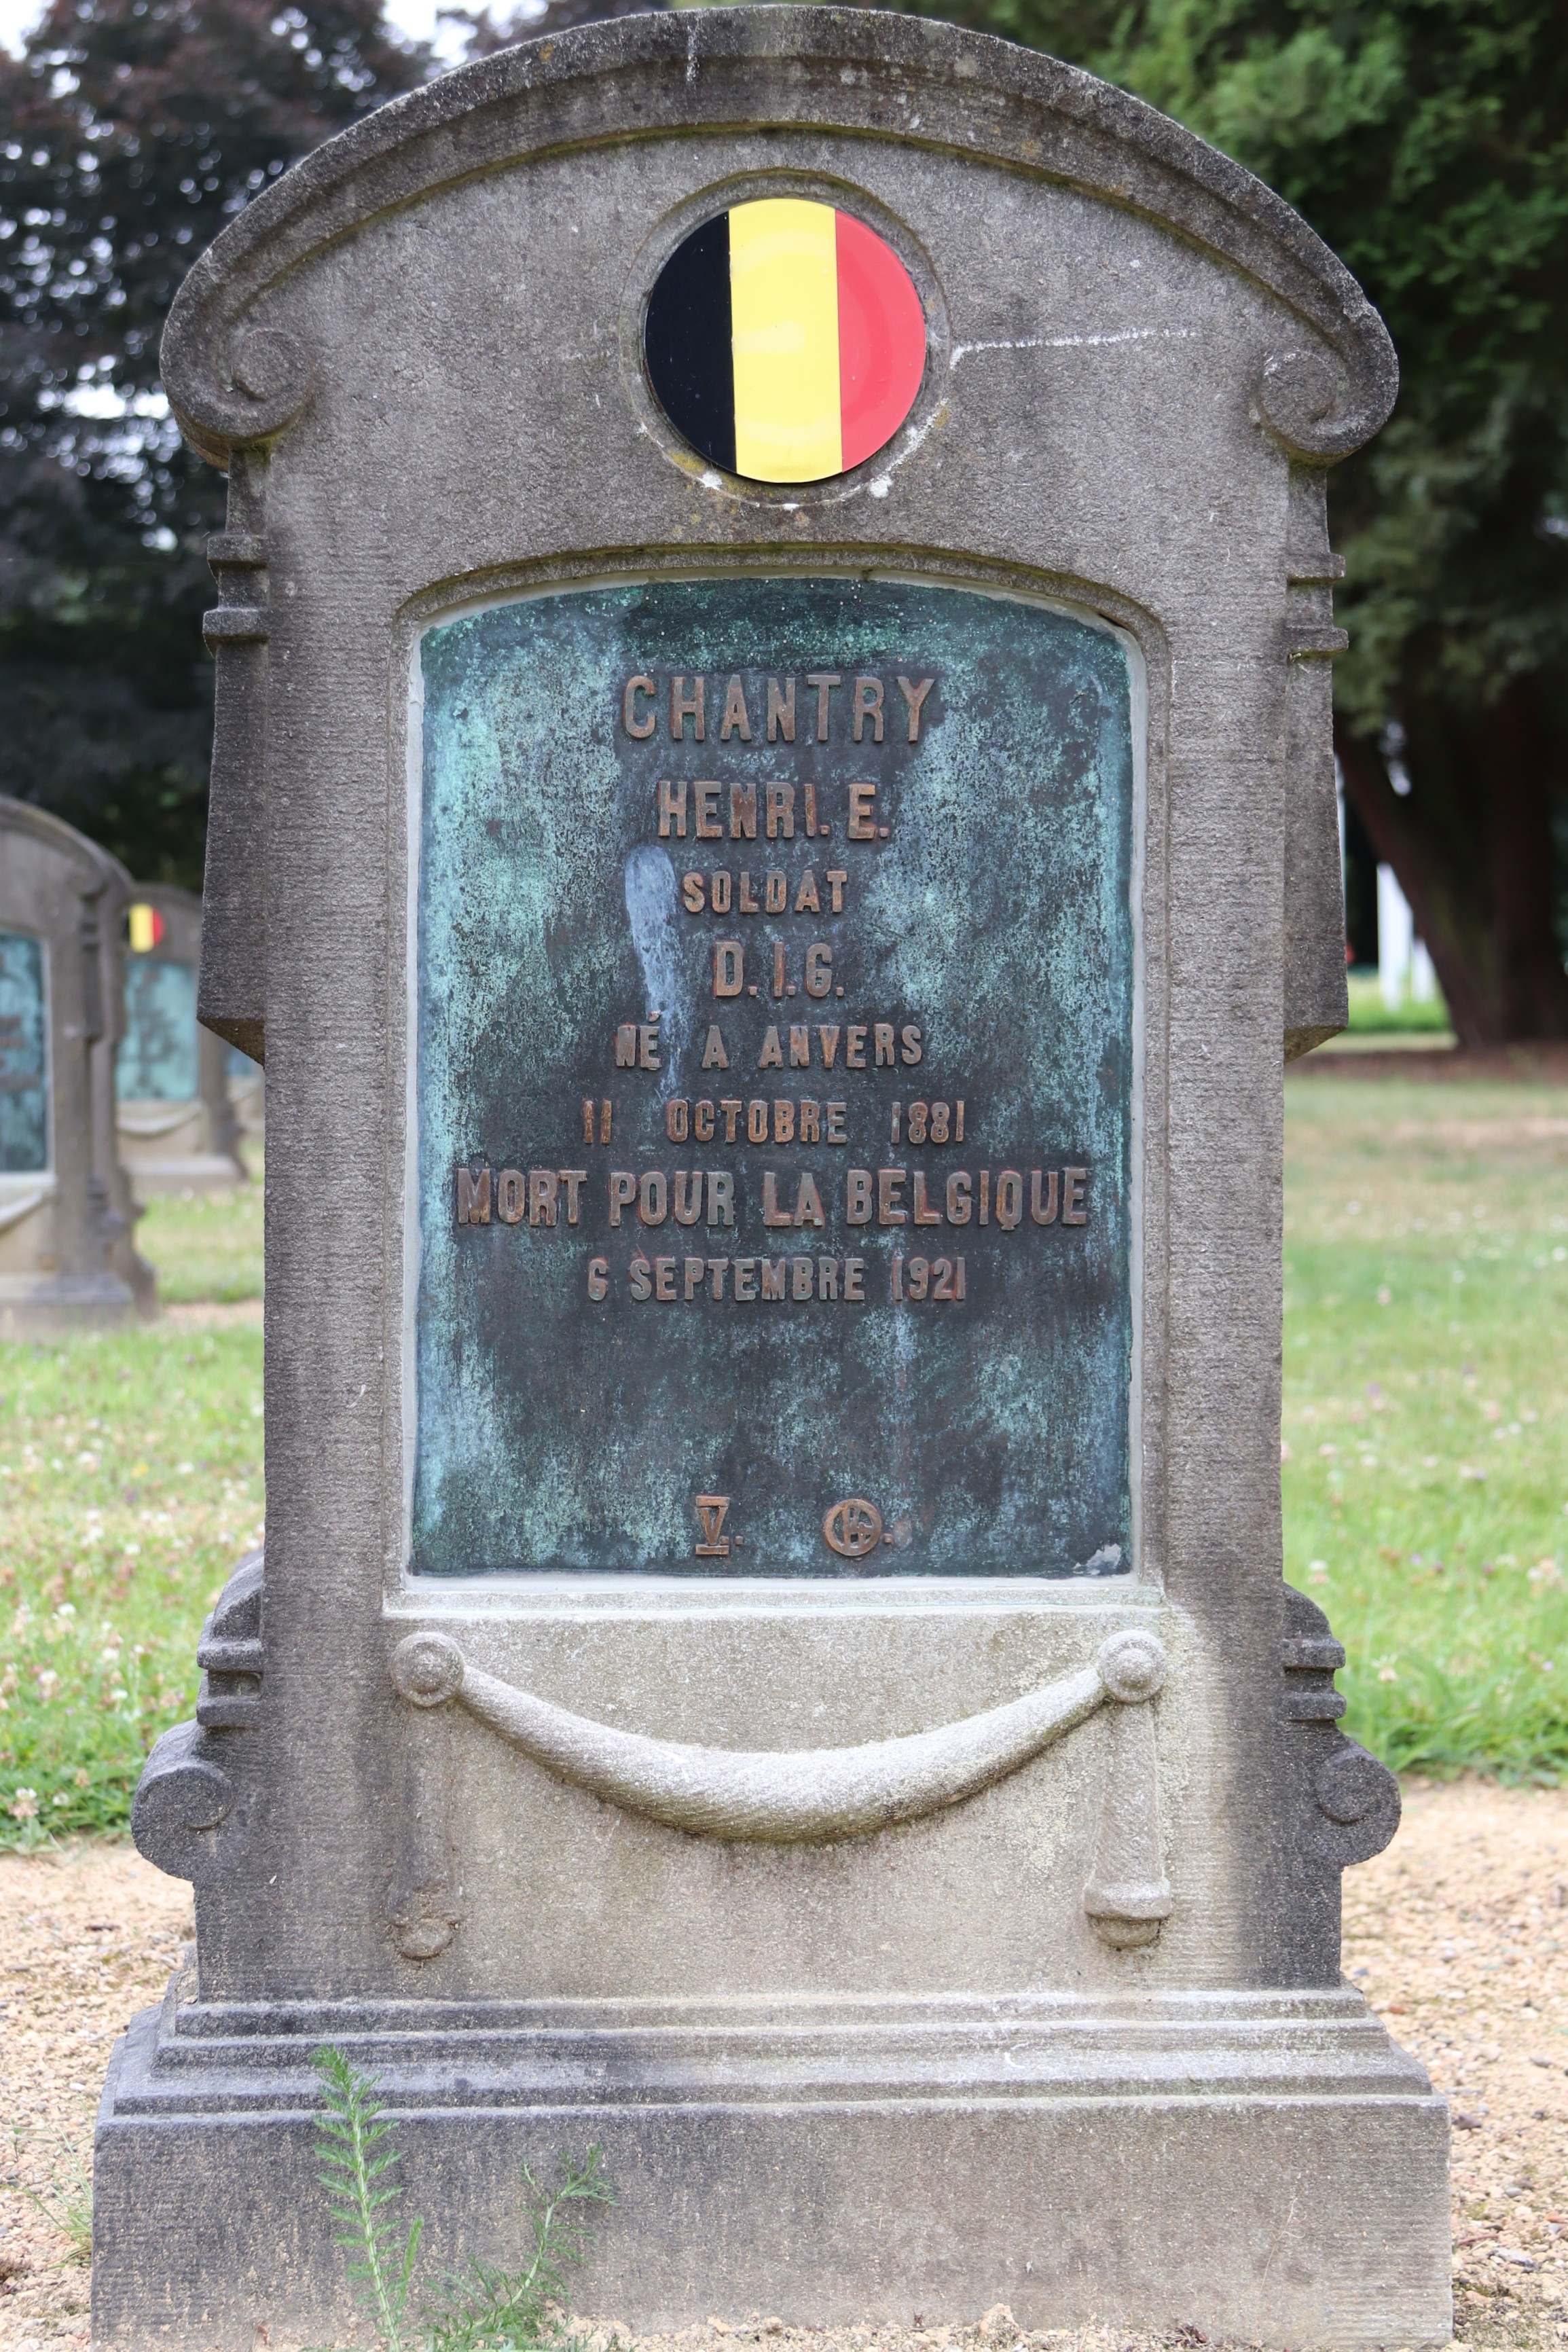 CHANTRY
HENRI. E.
SOLDAT
D.I.G.
NÉ A ANVERS
11 OCTOBRE 1881
MORT POUR LA BELGIQUE
6 SEPTEMBRE 1921
V.